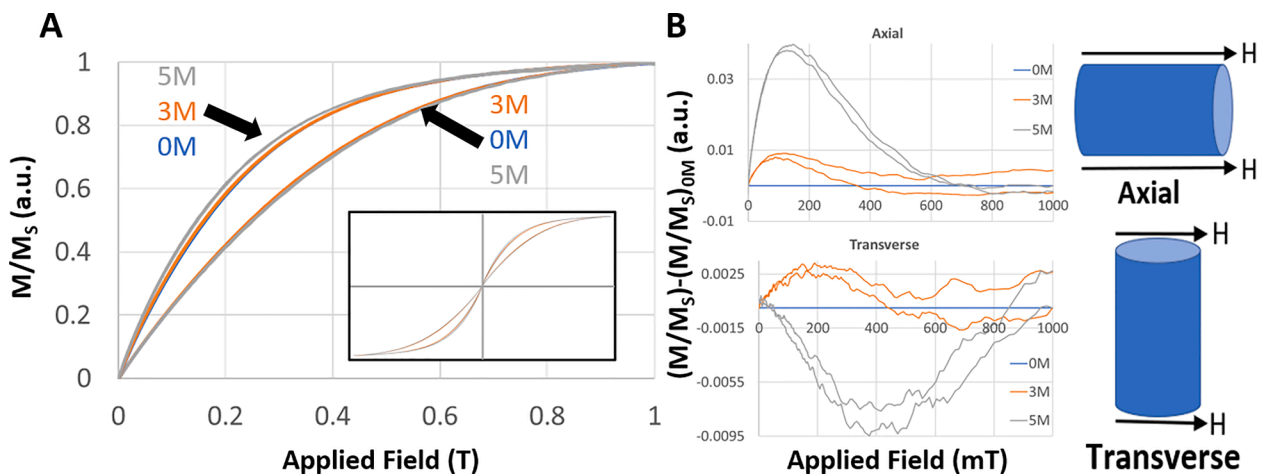 A
M/MS (a.u.)
1
0.8
0.6
0.4
0.2
0
5M
3M
0M
3M
0M
5M
0
0.2
0.4
0.6
0.8
1
Applied Field (T)
B
(M/MS)-(M/MS)0M (a.u.)
Axial
0.03
0.01
-0.01
0
200
400
600
800
1000
0M
3M
5M
Transverse
0.0025
-0.0015
-0.0055
-0.0095
0
200
400
600
800
1000
0M
3M
5M
Applied Field (mT)
H
H
Axial
H
H
Transverse